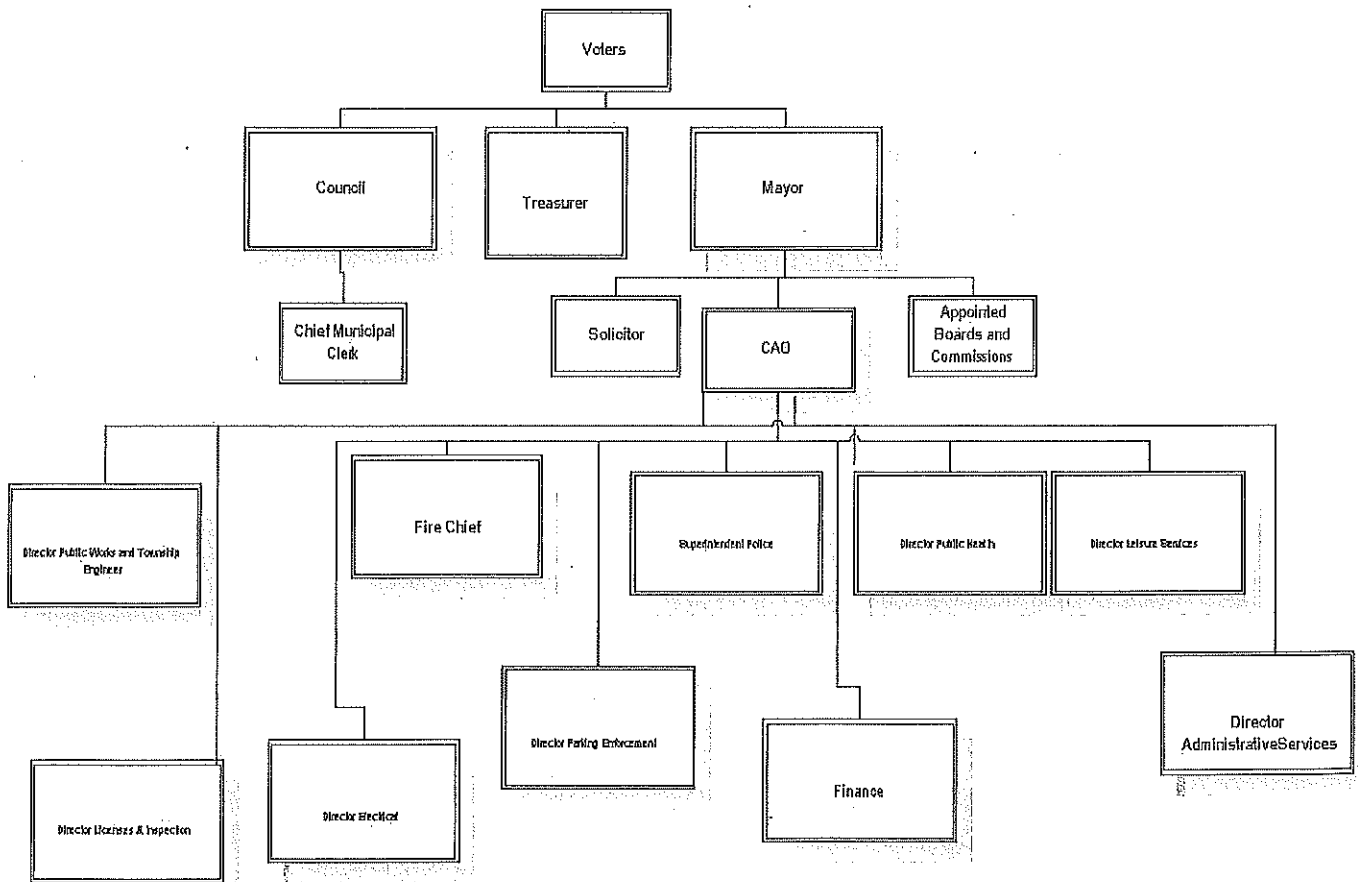 Voters
Council
Treasurer
Mayor
Chief Municipal
Clerk
Solicitor
CAO
Appointed
Boards and
Commissions
Director Public Works and Township
Engineer
Fire Chief
Superintendent Police
Director Public Health
Director Leisure Services
Director Licenses & Inspection
Director Electrical
Director Parking Enforcement
Finance
Director
AdministrativeServices